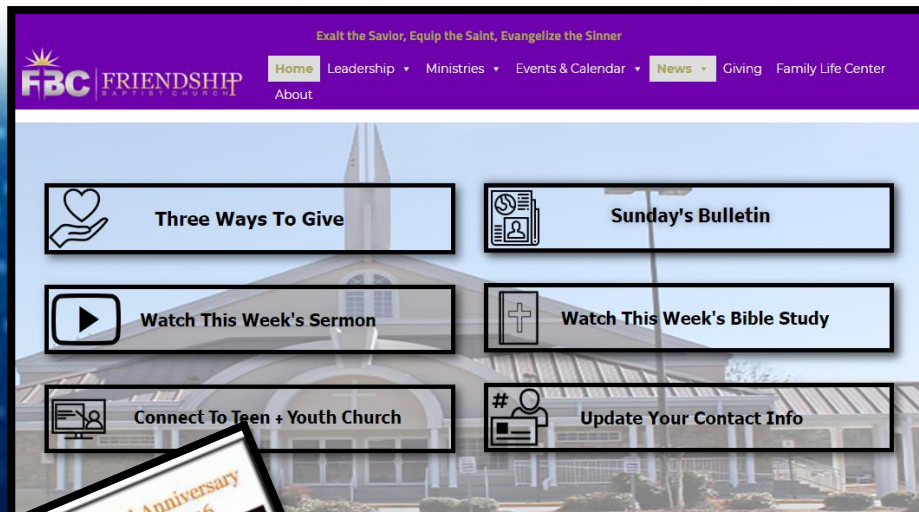 Exalt the Savior, Equip the Saint, Evangelize the Sinner
FBC FRIENDSHIP
BAPTIST CHURCH
Home Leadership Ministries Events & Calendar News Giving Family Life Center
About
Three Ways To Give
Sunday's Bulletin
Watch This Week's Sermon
Watch This Week's Bible Study
Connect To Teen + Youth Church
#
Update Your Contact Info
Anniversary